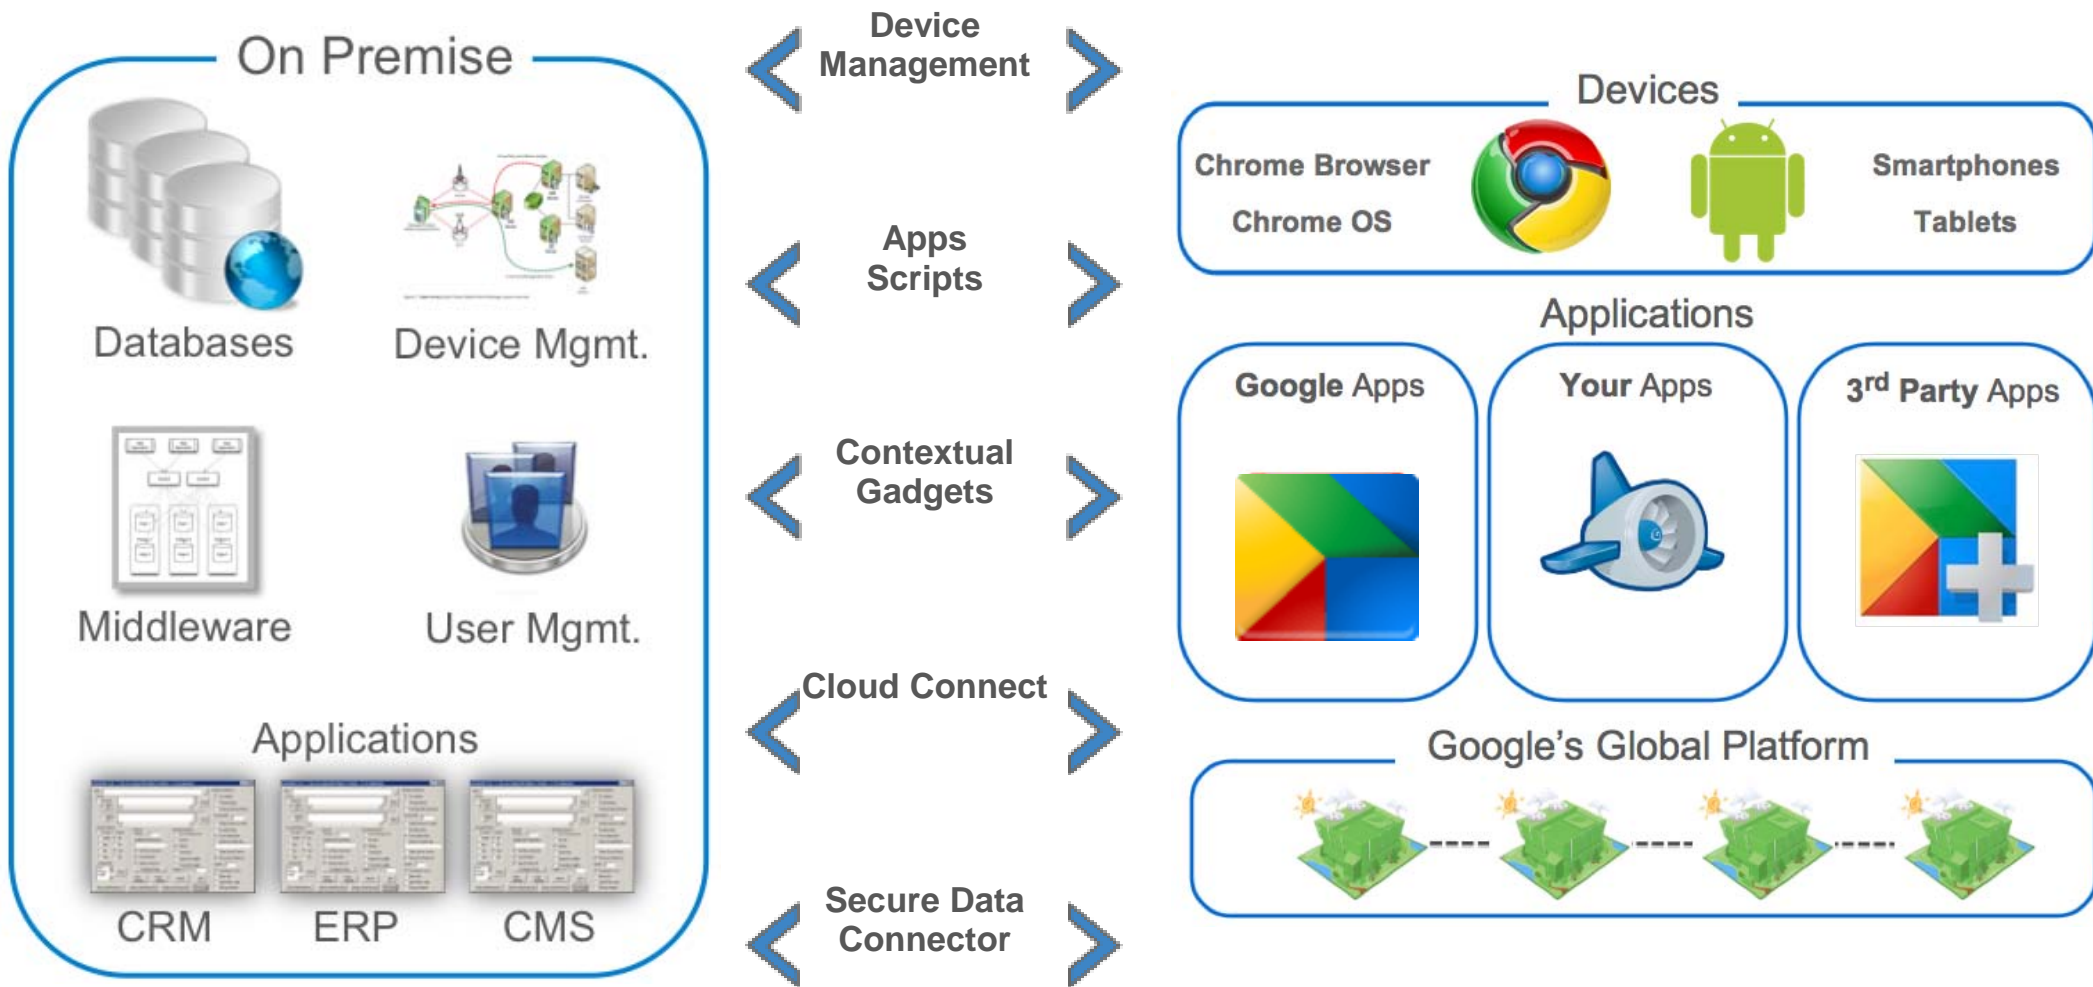 On Premise
Databases
Device Mgmt.
Middleware
User Mgmt.
Applications
CRM
ERP
CMS
Device
Management
Apps
Scripts
Contextual
Gadgets
Cloud Connect
Secure Data
Connector
Devices
Chrome Browser
Chrome OS
Smartphones
Tablets
Applications
Google Apps
Your Apps
3rd Party Apps
Google's Global Platform